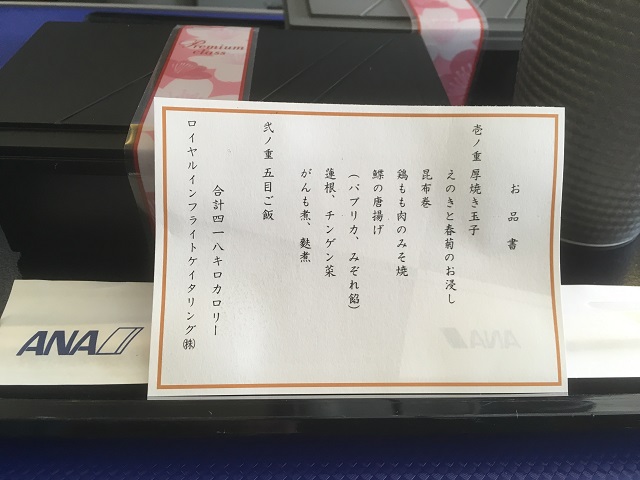 Premium class
お品書
壱ノ重 厚焼き玉子
えのきと春菊のお浸し
昆布巻
鶏もも肉のみそ焼
鰈の唐揚げ
(パプリカ、みぞれ餡)
蓮根、チンゲン菜
がんも煮、麩煮
弐ノ重 五目ご飯
合計四一八キロカロリー
ロイヤルインフライトケイタリング㈱
ANA
ANA